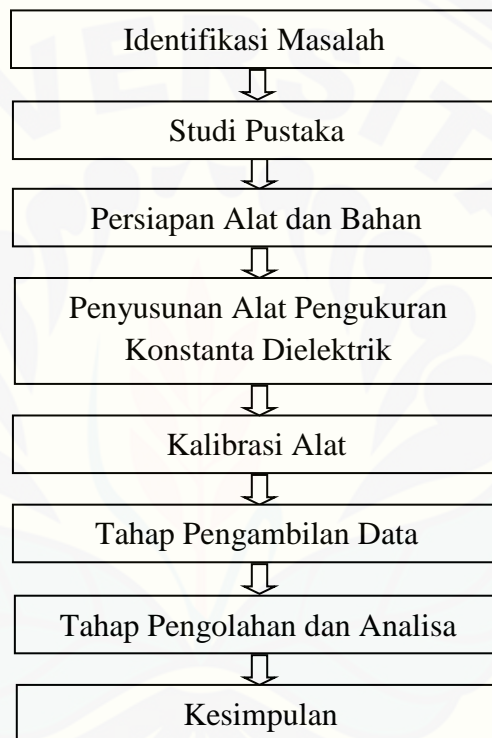 Identifikasi Masalah
Studi Pustaka
Persiapan Alat dan Bahan
Penyusunan Alat Pengukuran
Konstanta Dielektrik
Kalibrasi Alat
Tahap Pengambilan Data
Tahap Pengolahan dan Analisa
Kesimpulan